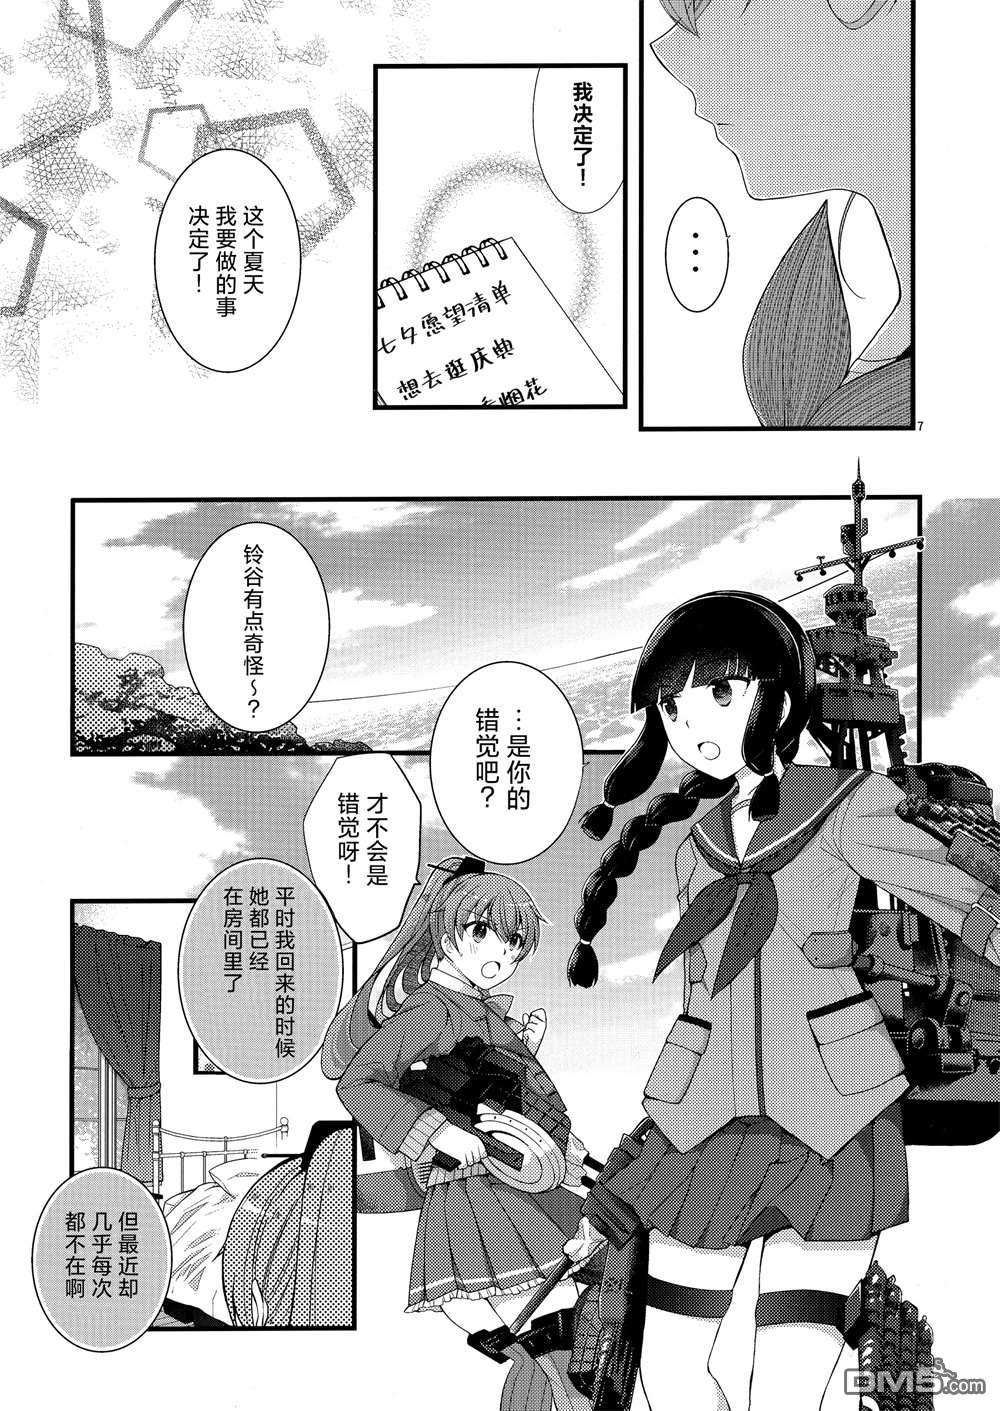 …
我决定了！
七夕愿望清单
想去逛庆典
看烟花
这个夏天
我要做的事
决定了！
7
铃谷有点奇怪～？
…是你的
错觉吧？
才不会是
错觉呀！
平时我回来的时候
她都已经
在房间里了
但最近却
几乎每次
都不在啊
DM5.com